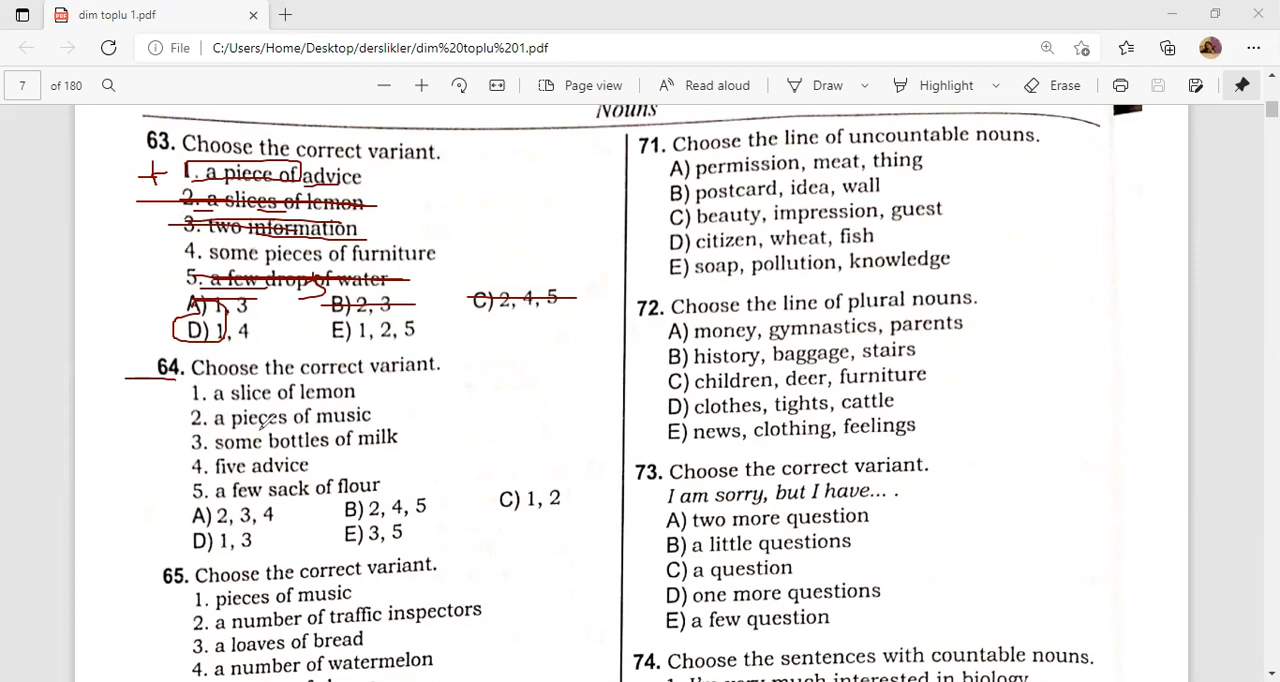 dim toplu 1.pdf
File C:/Users/Home/Desktop/derslikler/dim%20toplu%201.pdf
7 of 180 Page view Read aloud Draw Highlight Erase
Nouns
63. Choose the correct variant.
1. a piece of advice
2. a slices of lemon
3. two information
4. some pieces of furniture
5. a few drop of water
A) 1, 3 B) 2, 3 C) 2, 4, 5
D) 1, 4 E) 1, 2, 5
64. Choose the correct variant.
1. a slice of lemon
2. a pieces of music
3. some bottles of milk
4. five advice
5. a few sack of flour
A) 2, 3, 4 B) 2, 4, 5 C) 1, 2
D) 1, 3 E) 3, 5
65. Choose the correct variant.
1. pieces of music
2. a number of traffic inspectors
3. a loaves of bread
4. a number of watermelon
71. Choose the line of uncountable nouns.
A) permission, meat, thing
B) postcard, idea, wall
C) beauty, impression, guest
D) citizen, wheat, fish
E) soap, pollution, knowledge
72. Choose the line of plural nouns.
A) money, gymnastics, parents
B) history, baggage, stairs
C) children, deer, furniture
D) clothes, tights, cattle
E) news, clothing, feelings
73. Choose the correct variant.
I am sorry, but I have... .
A) two more question
B) a little questions
C) a question
D) one more questions
E) a few question
74. Choose the sentences with countable nouns.
1. I'm very much interested in biology